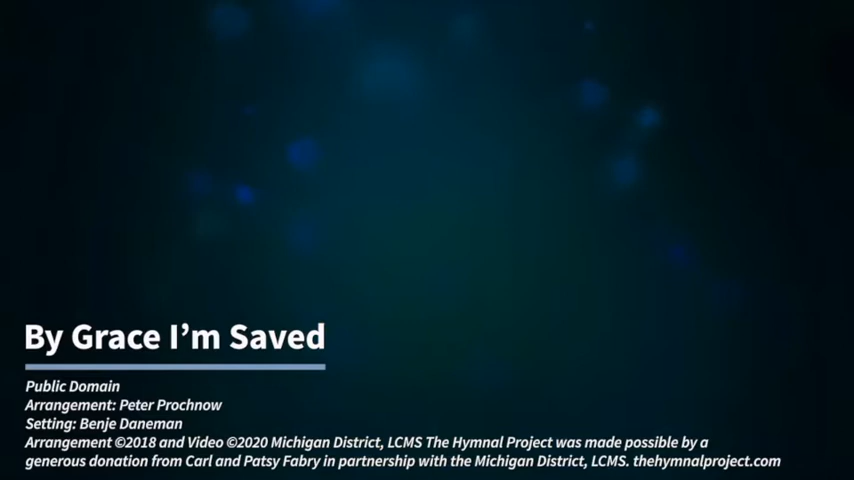 By Grace I’m Saved
Public Domain
Arrangement: Peter Prochnow
Setting: Benje Daneman
Arrangement ©2018 and Video ©2020 Michigan District, LCMS The Hymnal Project was made possible by a
generous donation from Carl and Patsy Fabry in partnership with the Michigan District, LCMS. thehymnalproject.com